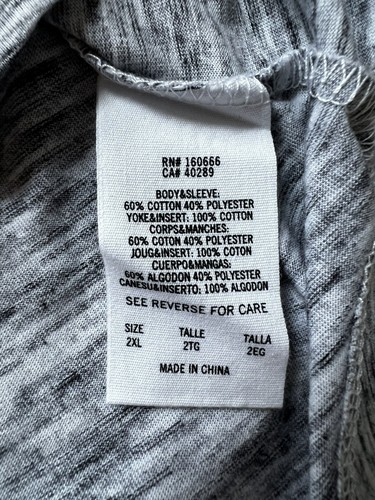 RN# 160666
CA# 40289
BODY&SLEEVE:
60% COTTON 40% POLYESTER
YOKE&INSERT: 100% COTTON
CORPS&MANCHES:
60% COTON 40% POLYESTER
JOUG&INSERT: 100% COTON
CUERPO&MANGAS:
60% ALGODON 40% POLYESTER
CANESU&INSERTO: 100% ALGODON
SEE REVERSE FOR CARE
SIZE TALLE TALLA
2XL 2TG 2EG
MADE IN CHINA